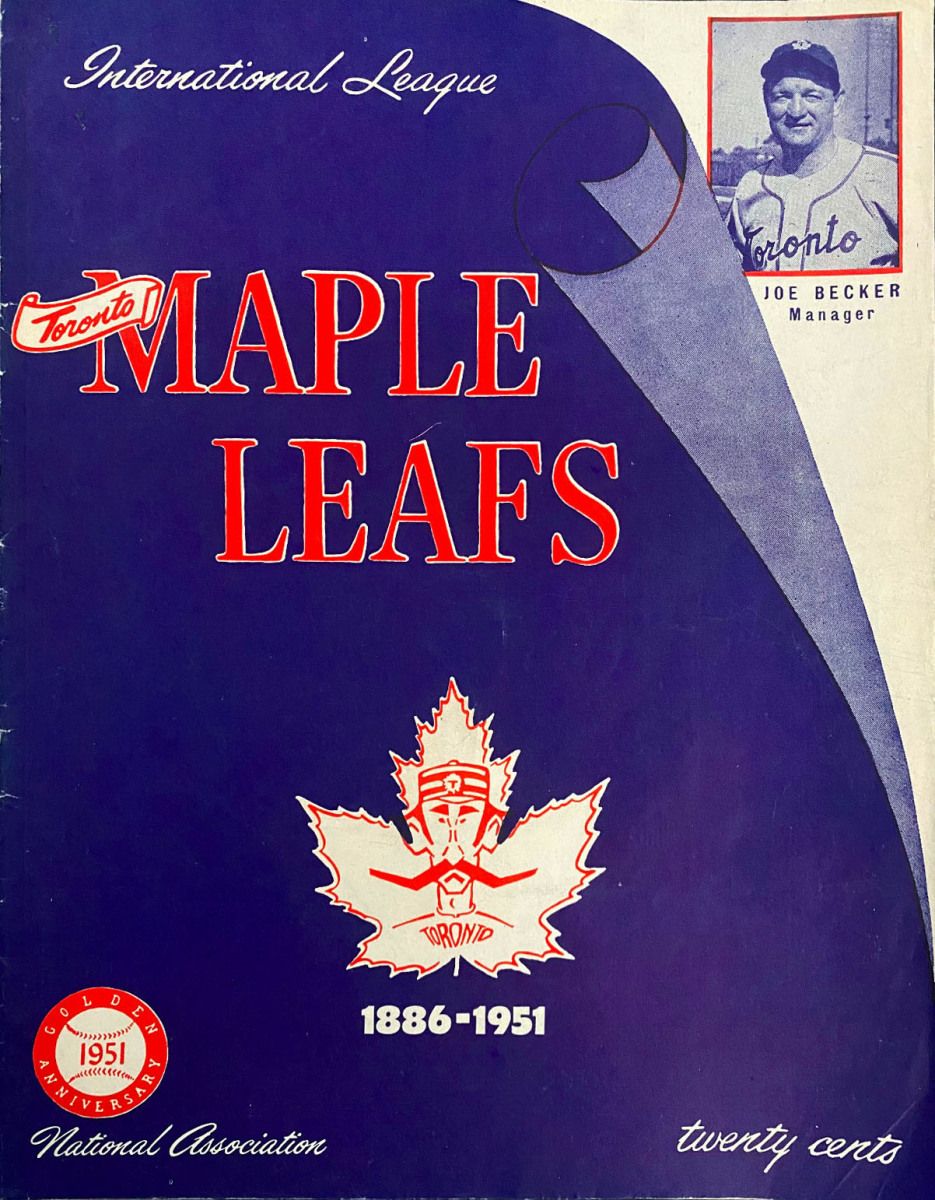 International League
Toronto
JOE BECKER
Manager
Toronto
MAPLE
LEAFS
T
TORONTO
1886-1951
GOLDEN
1951
ANNIVERSARY
National Association
twenty cents